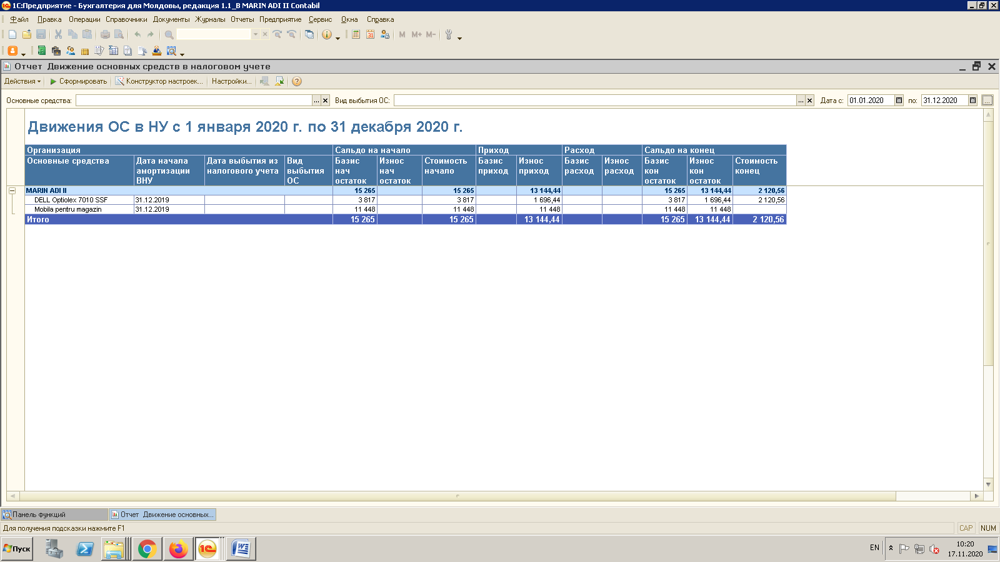 1С:Предприятие - Бухгалтерия для Молдовы, редакция 1.1_B MARIN ADI II Contabil
Файл Правка Операции Справочники Документы Журналы Отчеты Предприятие Сервис Окна Справка
M M+ M-
Отчет Движение основных средств в налоговом учете
Действия Сформировать Конструктор настроек... Настройки...
Основные средства: ... Вид выбытия ОС: ... Дата с: 01.01.2020 по: 31.12.2020 ...
Движения ОС в НУ с 1 января 2020 г. по 31 декабря 2020 г.
Организация Сальдо на начало Приход Расход Сальдо на конец
Основные средства Дата начала Дата выбытия из Вид Базис Износ Стоимость Базис Износ Базис Износ Базис Износ Стоимость
амортизации налогового учета выбытия нач нач начало приход приход расход расход кон кон конец
ВНУ ОС остаток остаток остаток остаток
MARIN ADI II 15 265 15 265 13 144,44 15 265 13 144,44 2 120,56
DELL Optiolex 7010 SSF 31.12.2019 3 817 3 817 1 696,44 3 817 1 696,44 2 120,56
Mobila pentru magazin 31.12.2019 11 448 11 448 11 448 11 448 11 448
Итого 15 265 15 265 13 144,44 15 265 13 144,44 2 120,56
Панель функций Отчет Движение основных...
Для получения подсказки нажмите F1 CAP NUM
Пуск EN 10:20
17.11.2020